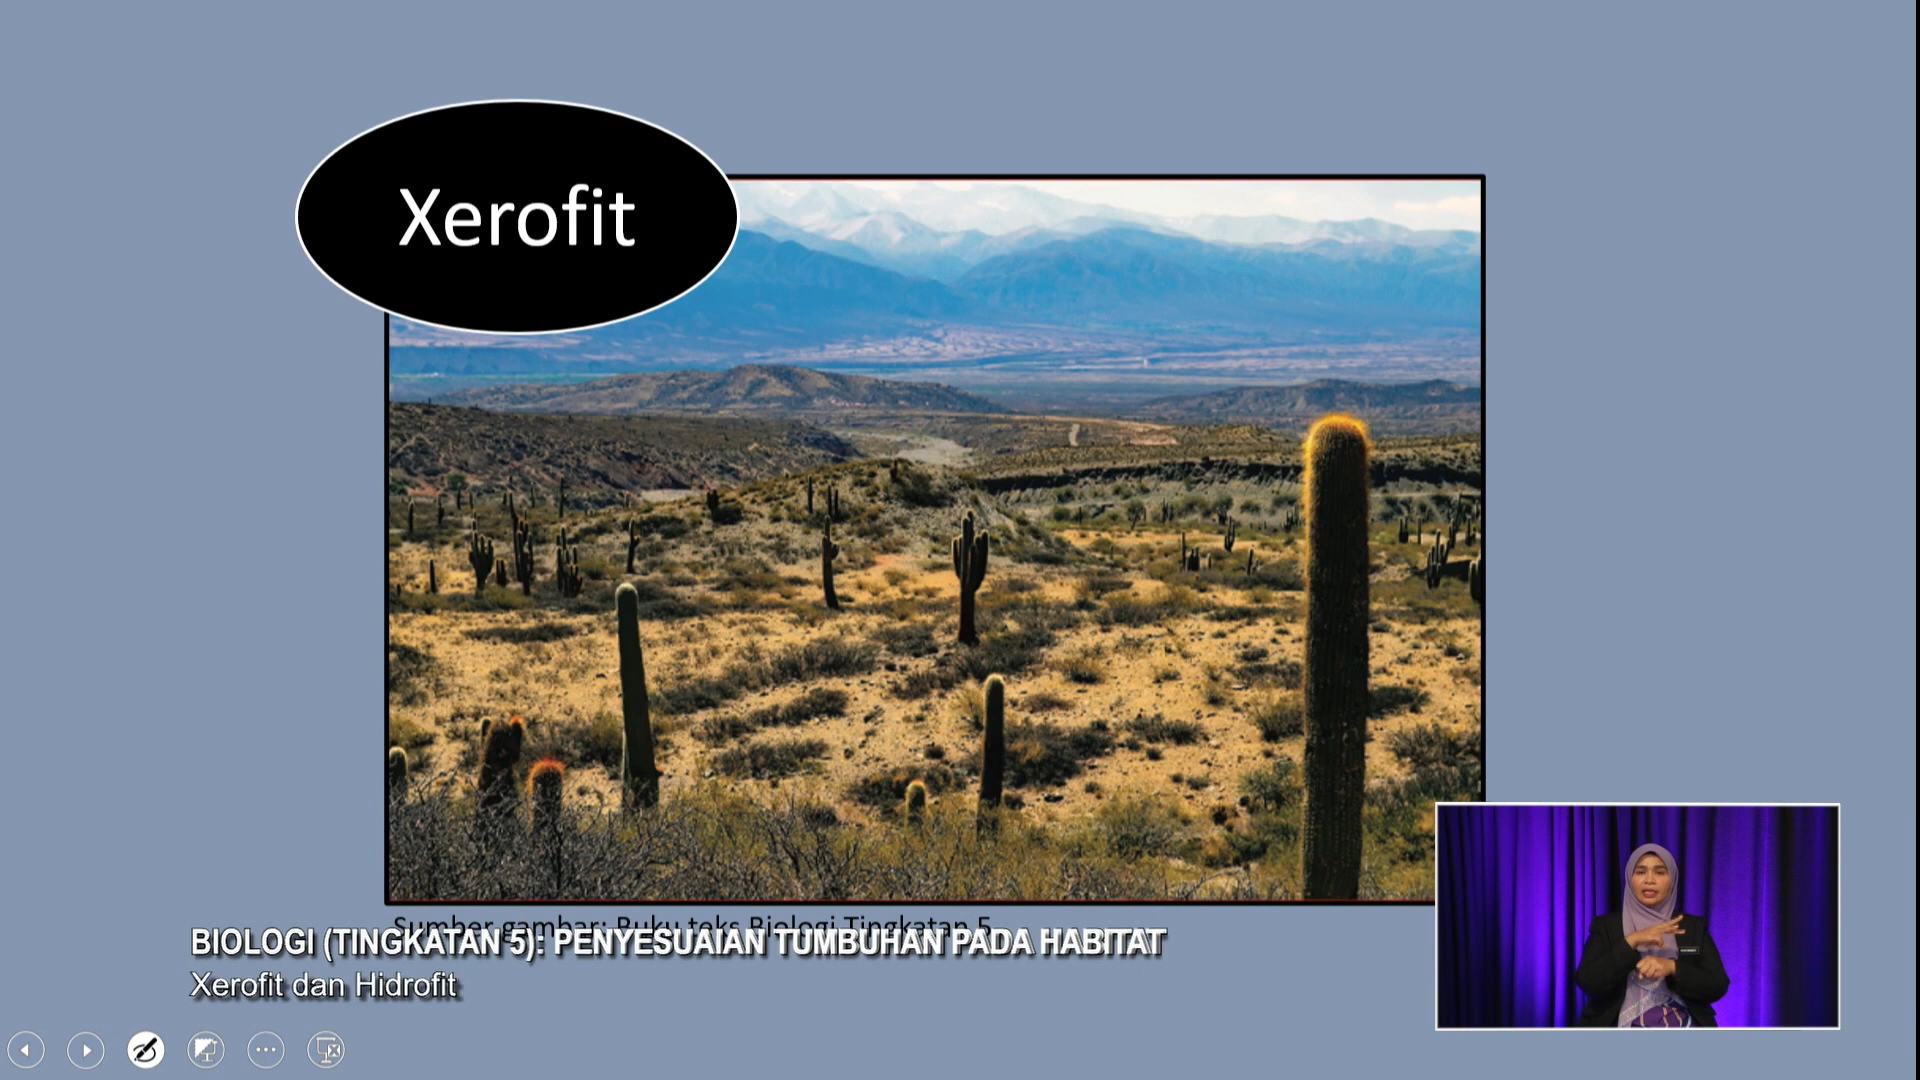 Xerofit
Sumber gambar: Buku teks Biologi Tingkatan 5
BIOLOGI (TINGKATAN 5): PENYESUAIAN TUMBUHAN PADA HABITAT
Xerofit dan Hidrofit